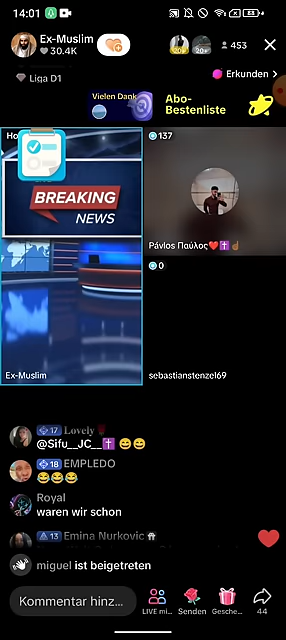 14:01
Ex-Muslim
30.4K
20+
453
Liga D1
Erkunden
Vielen Dank
Abo-
Bestenliste
Ho
BREAKING
NEWS
137
Pávlos Παύλος❤️✝️☝🏽
0
Ex-Muslim
sebastianstenzel69
17 Lovely🌹
@Sifu__JC__✝️ 😄😄
18 EMPLEDO
😂😂😂
Royal
waren wir schon
13 Emina Nurkovic
miguel ist beigetreten
Kommentar hinz...
LIVE mi...
Senden
Gesche...
44